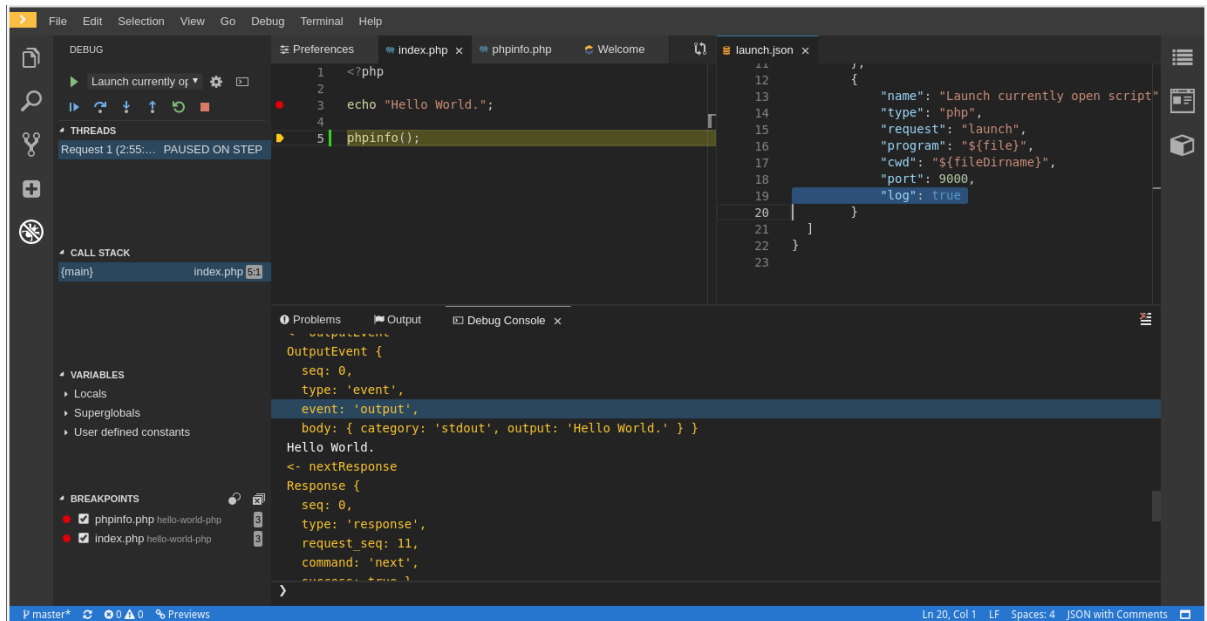 File Edit Selection View Go Debug Terminal Help
DEBUG
Launch currently op
THREADS
Request 1 (2:55:... PAUSED ON STEP
CALL STACK
{main} index.php 5:1
VARIABLES
Locals
Superglobals
User defined constants
BREAKPOINTS
phpinfo.php hello-world-php 3
index.php hello-world-php 3
Preferences index.php × phpinfo.php Welcome
1 <?php
2
3 echo "Hello World.";
4
5 phpinfo();
launch.json ×
11 },
12 {
13 "name": "Launch currently open script"
14 "type": "php",
15 "request": "launch",
16 "program": "${file}",
17 "cwd": "${fileDirname}",
18 "port": 9000,
19 "log": true
20 }
21 ]
22 }
23
Problems Output Debug Console ×
<- outputEvent
OutputEvent {
seq: 0,
type: 'event',
event: 'output',
body: { category: 'stdout', output: 'Hello World.' } }
Hello World.
<- nextResponse
Response {
seq: 0,
type: 'response',
request_seq: 11,
command: 'next',
success: true }
❯
master* 0 0 Previews Ln 20, Col 1 LF Spaces: 4 JSON with Comments